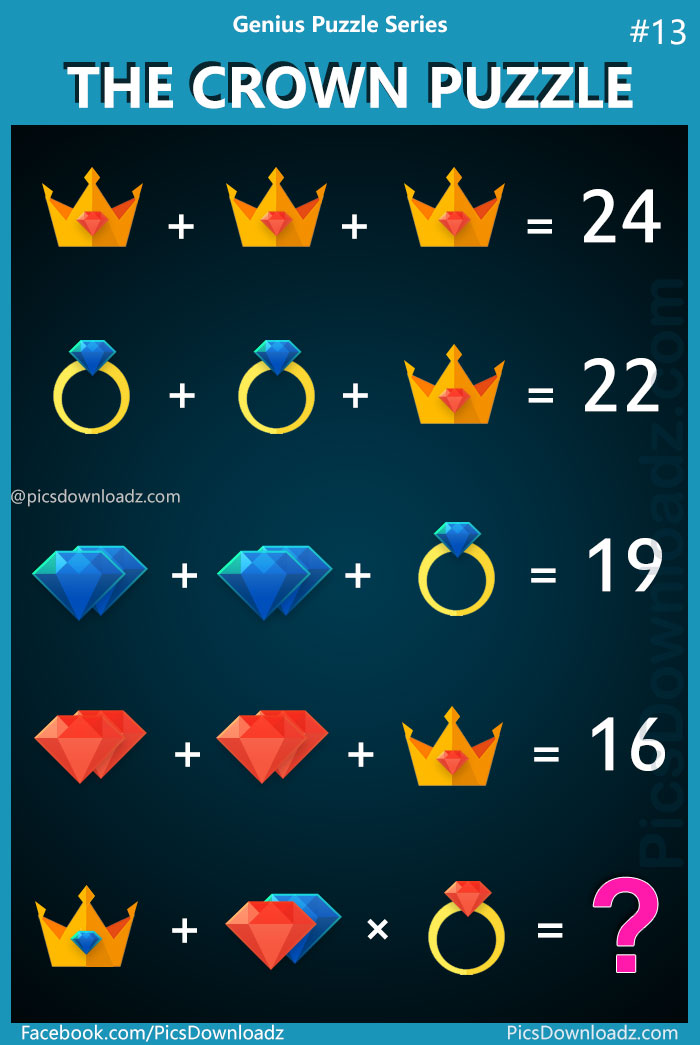 Genius Puzzle Series
#13
THE CROWN PUZZLE
+ + = 24
+ + = 22
@picsdownloadz.com
+ + = 19
+ + = 16
+ × = ?
PicsDownloadz.com
Facebook.com/PicsDownloadz
PicsDownloadz.com